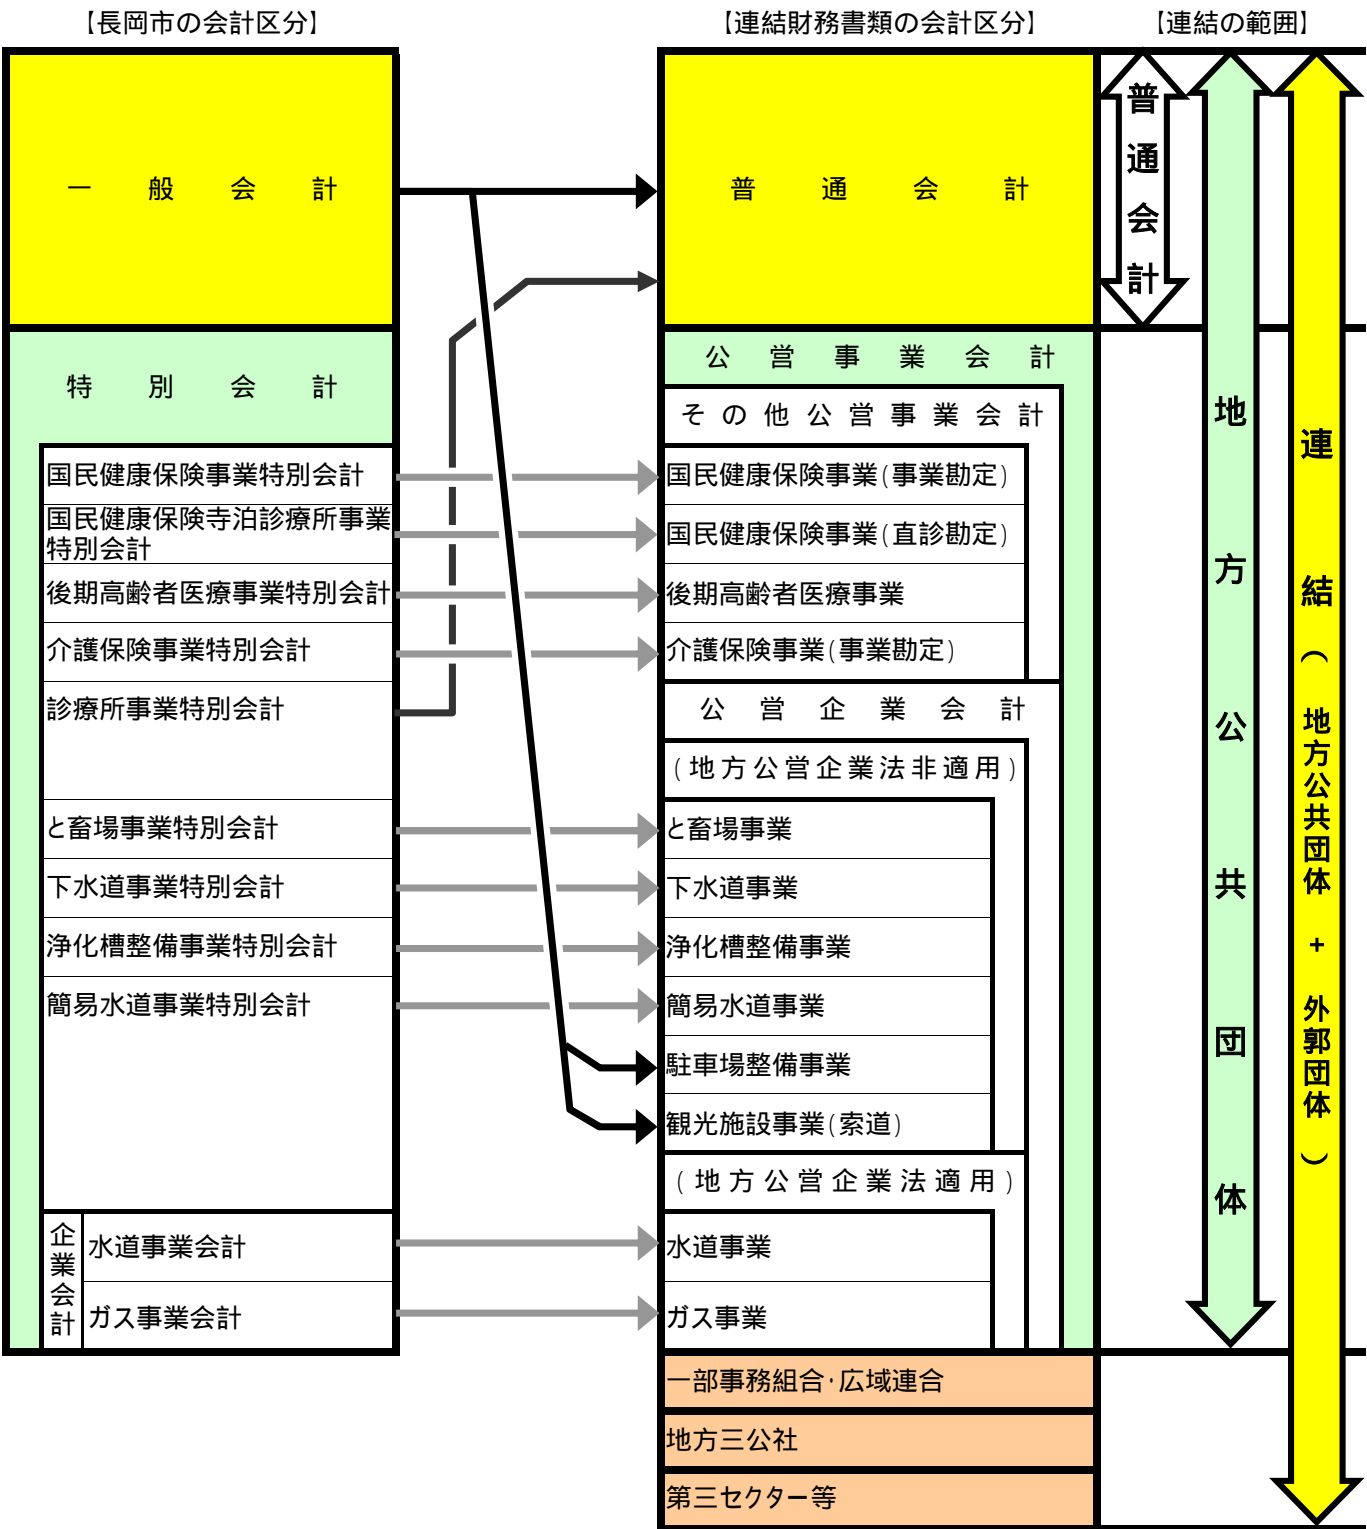 【長岡市の会計区分】
一般会計
特別会計
国民健康保険事業特別会計
国民健康保険寺泊診療所事業
特別会計
後期高齢者医療事業特別会計
介護保険事業特別会計
診療所事業特別会計
と畜場事業特別会計
下水道事業特別会計
浄化槽整備事業特別会計
簡易水道事業特別会計
企業会計
水道事業会計
ガス事業会計
【連結財務書類の会計区分】
普通会計
公営事業会計
その他公営事業会計
国民健康保険事業(事業勘定)
国民健康保険事業(直診勘定)
後期高齢者医療事業
介護保険事業(事業勘定)
公営企業会計
(地方公営企業法非適用)
と畜場事業
下水道事業
浄化槽整備事業
簡易水道事業
駐車場整備事業
観光施設事業(索道)
(地方公営企業法適用)
水道事業
ガス事業
一部事務組合・広域連合
地方三公社
第三セクター等
【連結の範囲】
普通会計
地方公共団体
連結(地方公共団体+外郭団体)